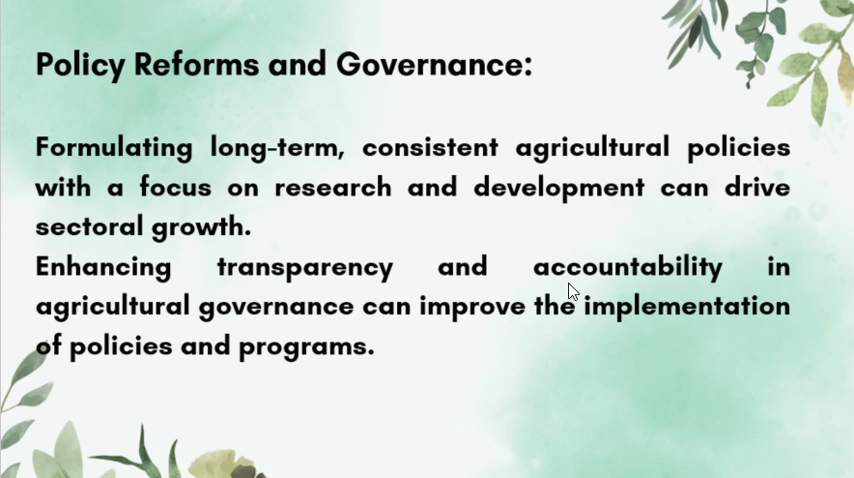 Policy Reforms and Governance:
Formulating long-term, consistent agricultural policies
with a focus on research and development can drive
sectoral growth.
Enhancing transparency and accountability in
agricultural governance can improve the implementation
of policies and programs.